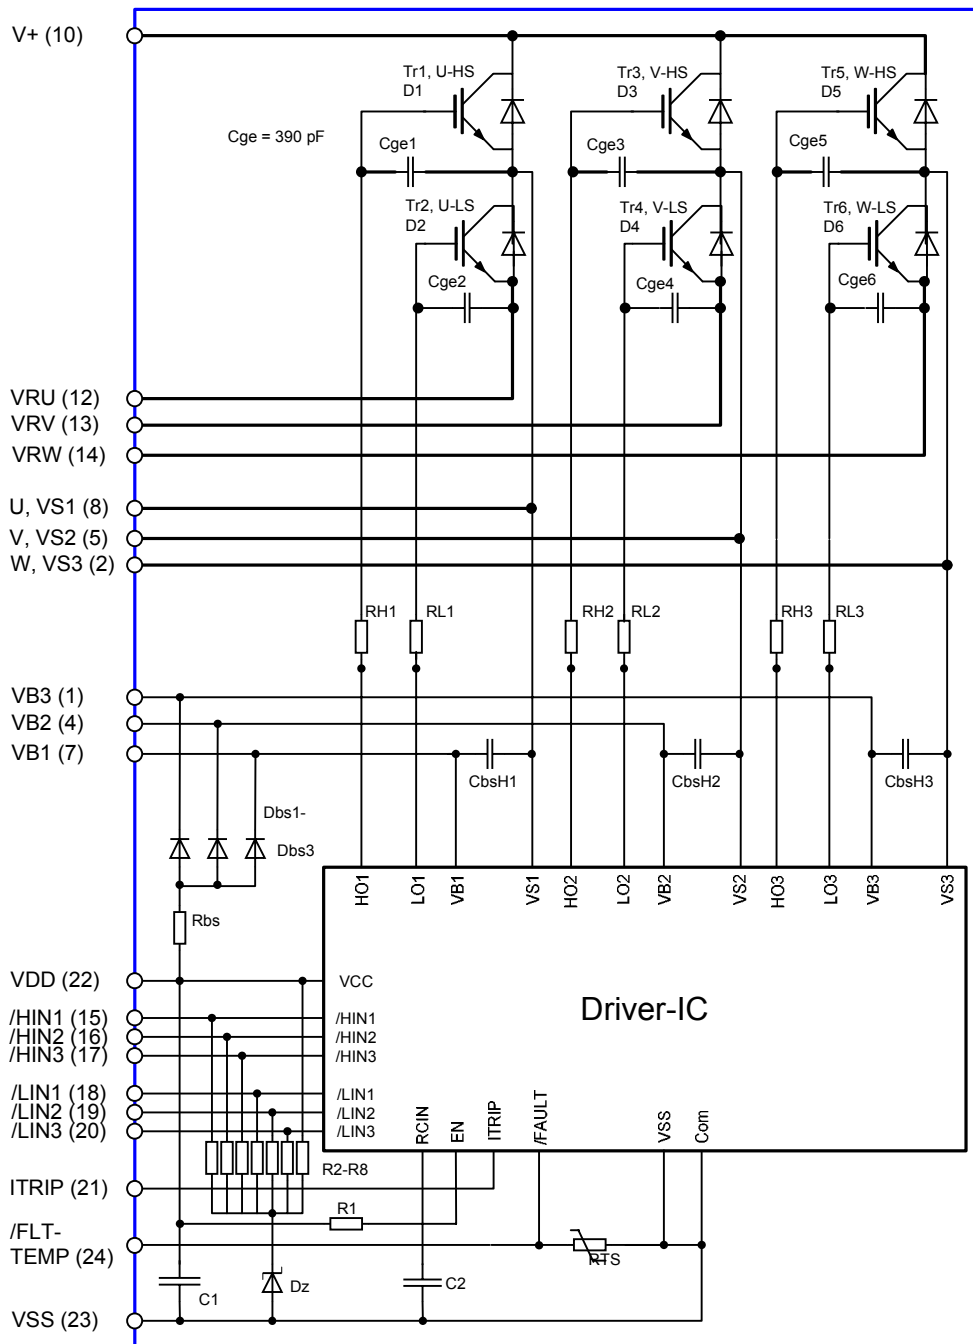 V+ (10)
Tr1, U-HS
D1
Tr3, V-HS
D3
Tr5, W-HS
D5
Cge = 390 pF
Cge1
Cge3
Cge5
Tr2, U-LS
D2
Tr4, V-LS
D4
Tr6, W-LS
D6
Cge2
Cge4
Cge6
VRU (12)
VRV (13)
VRW (14)
U, VS1 (8)
V, VS2 (5)
W, VS3 (2)
RH1
RL1
RH2
RL2
RH3
RL3
VB3 (1)
VB2 (4)
VB1 (7)
CbsH1
CbsH2
CbsH3
Dbs1-
Dbs3
HO1
LO1
VB1
VS1
HO2
LO2
VB2
VS2
HO3
LO3
VB3
VS3
Rbs
VDD (22)
VCC
Driver-IC
/HIN1 (15)
/HIN1
/HIN2 (16)
/HIN2
/HIN3 (17)
/HIN3
/LIN1 (18)
/LIN1
/LIN2 (19)
/LIN2
/LIN3 (20)
/LIN3
RCIN
EN
ITRIP
/FAULT
VSS
Com
R2-R8
ITRIP (21)
R1
/FLT-
TEMP (24)
RTS
C1
Dz
C2
VSS (23)